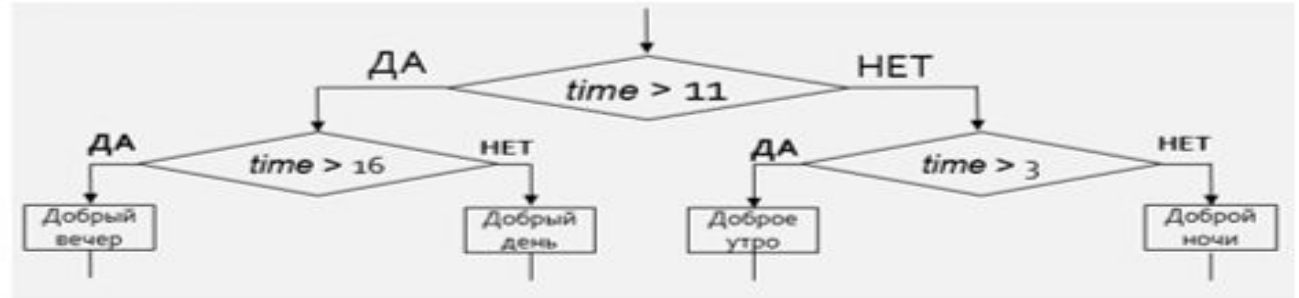 ДА
time > 11
НЕТ
ДА
time > 16
НЕТ
ДА
time > 3
НЕТ
Добрый
вечер
Добрый
день
Доброе
утро
Доброй
ночи